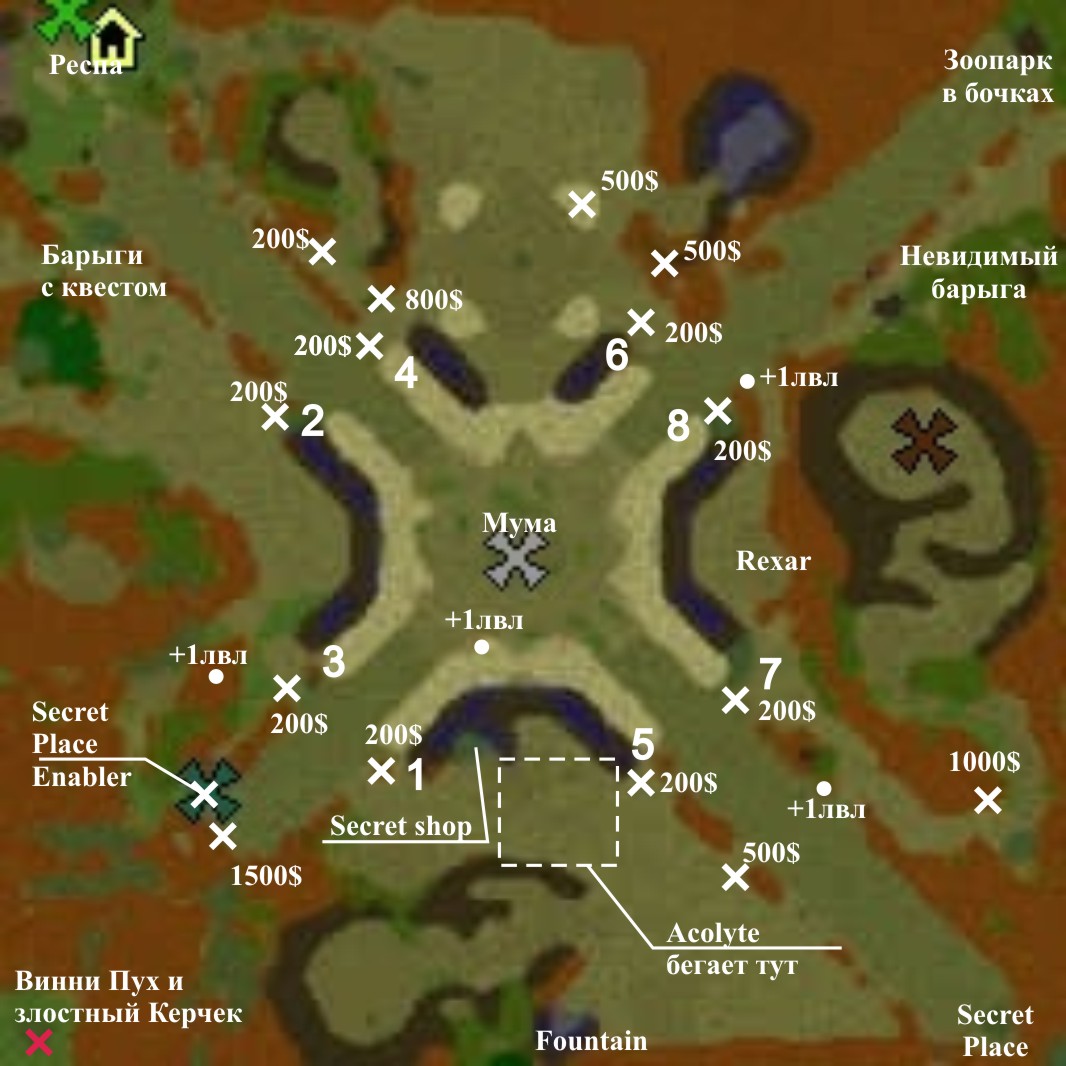 Респа
Зоопарк
в бочках
500$
200$
500$
Барыги
с квестом
Невидимый
барыга
800$
200$
200$
4
6
+1лвл
200$
2
8
200$
Мума
Rexar
+1лвл
+1лвл
3
7
200$
200$
Secret
Place
Enabler
200$
1
5
200$
1000$
+1лвл
Secret shop
500$
1500$
Acolyte
бегает тут
Винни Пух и
злостный Керчек
Fountain
Secret
Place